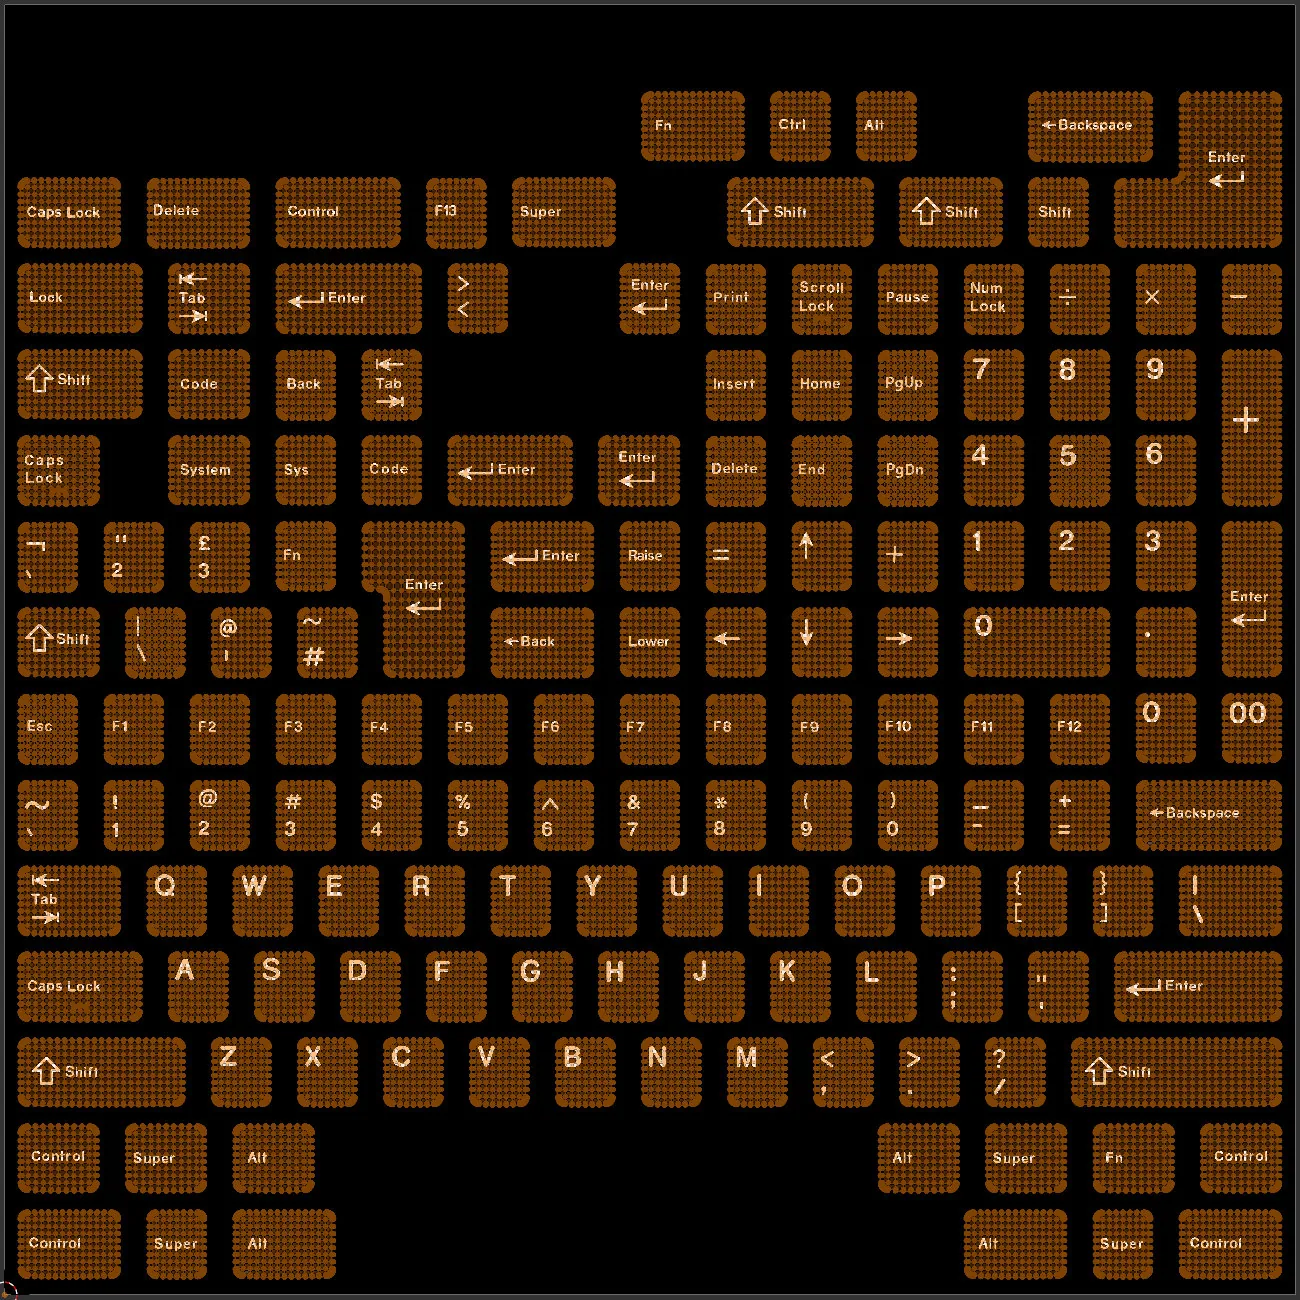 Fn Ctrl Alt ←Backspace
Enter
Caps Lock Delete Control F13 Super Shift Shift Shift
Lock Tab Enter > < Enter Print Scroll Lock Pause Num Lock ÷ × −
Shift Code Back Tab Insert Home PgUp 7 8 9 +
Caps Lock System Sys Code Enter Enter Delete End PgDn 4 5 6
¬ ` " 2 £ 3 Fn Enter Enter Raise = ↑ + 1 2 3 Enter
Shift | \ @ ' ~ # ←Back Lower ← ↓ → 0 .
Esc F1 F2 F3 F4 F5 F6 F7 F8 F9 F10 F11 F12 0 00
~ ` ! 1 @ 2 # 3 $ 4 % 5 ^ 6 & 7 * 8 ( 9 ) 0 _ - + = ←Backspace
Tab Q W E R T Y U I O P { [ } ] | \
Caps Lock A S D F G H J K L : ; " ' Enter
Shift Z X C V B N M < , > . ? / Shift
Control Super Alt Alt Super Fn Control
Control Super Alt Alt Super Control